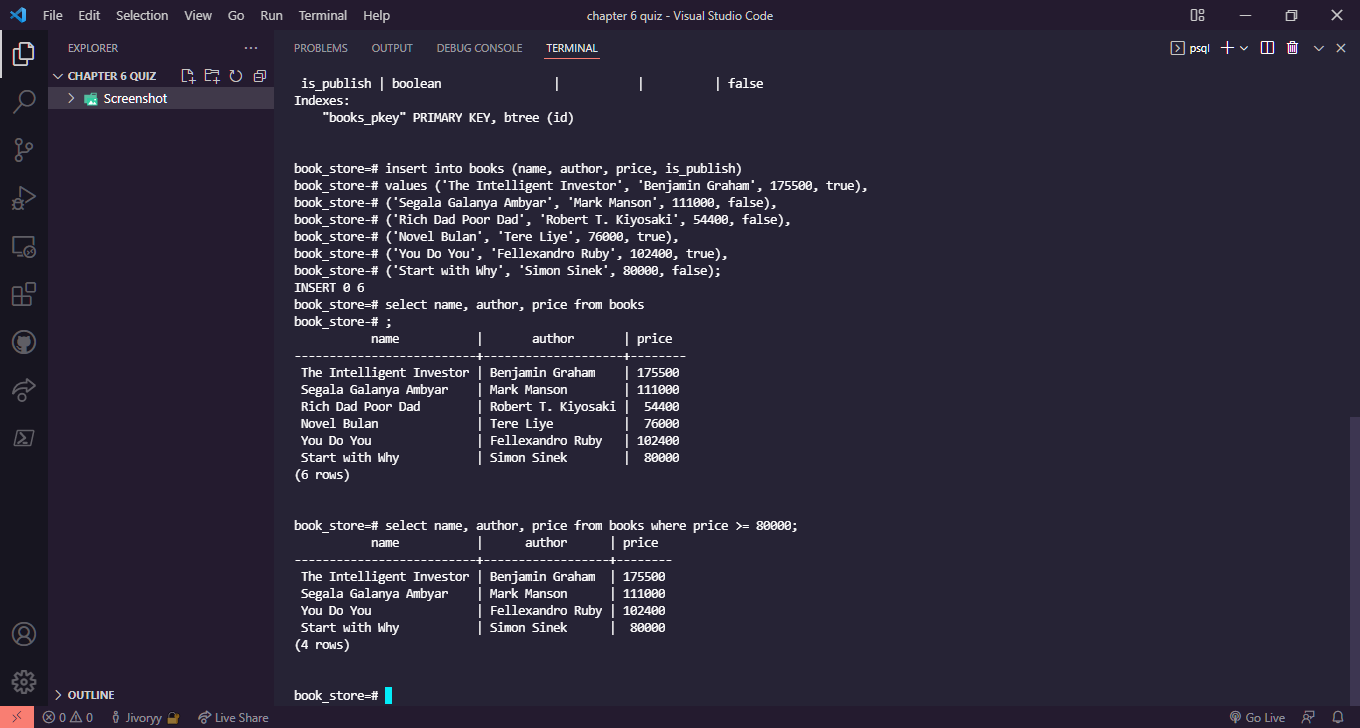 File Edit Selection View Go Run Terminal Help chapter 6 quiz - Visual Studio Code
EXPLORER ···
CHAPTER 6 QUIZ
Screenshot
OUTLINE
PROBLEMS OUTPUT DEBUG CONSOLE TERMINAL psql
 is_publish | boolean                |           |          | false
Indexes:
    "books_pkey" PRIMARY KEY, btree (id)
book_store=# insert into books (name, author, price, is_publish)
book_store-# values ('The Intelligent Investor', 'Benjamin Graham', 175500, true),
book_store-# ('Segala Galanya Ambyar', 'Mark Manson', 111000, false),
book_store-# ('Rich Dad Poor Dad', 'Robert T. Kiyosaki', 54400, false),
book_store-# ('Novel Bulan', 'Tere Liye', 76000, true),
book_store-# ('You Do You', 'Fellexandro Ruby', 102400, true),
book_store-# ('Start with Why', 'Simon Sinek', 80000, false);
INSERT 0 6
book_store=# select name, author, price from books
book_store-# ;
           name           |       author       | price
--------------------------+--------------------+--------
 The Intelligent Investor | Benjamin Graham    | 175500
 Segala Galanya Ambyar    | Mark Manson        | 111000
 Rich Dad Poor Dad        | Robert T. Kiyosaki |  54400
 Novel Bulan              | Tere Liye          |  76000
 You Do You               | Fellexandro Ruby   | 102400
 Start with Why           | Simon Sinek        |  80000
(6 rows)
book_store=# select name, author, price from books where price >= 80000;
           name           |      author      | price
--------------------------+------------------+--------
 The Intelligent Investor | Benjamin Graham  | 175500
 Segala Galanya Ambyar    | Mark Manson      | 111000
 You Do You               | Fellexandro Ruby | 102400
 Start with Why           | Simon Sinek      |  80000
(4 rows)
book_store=#
0 0 Jivoryy Live Share Go Live